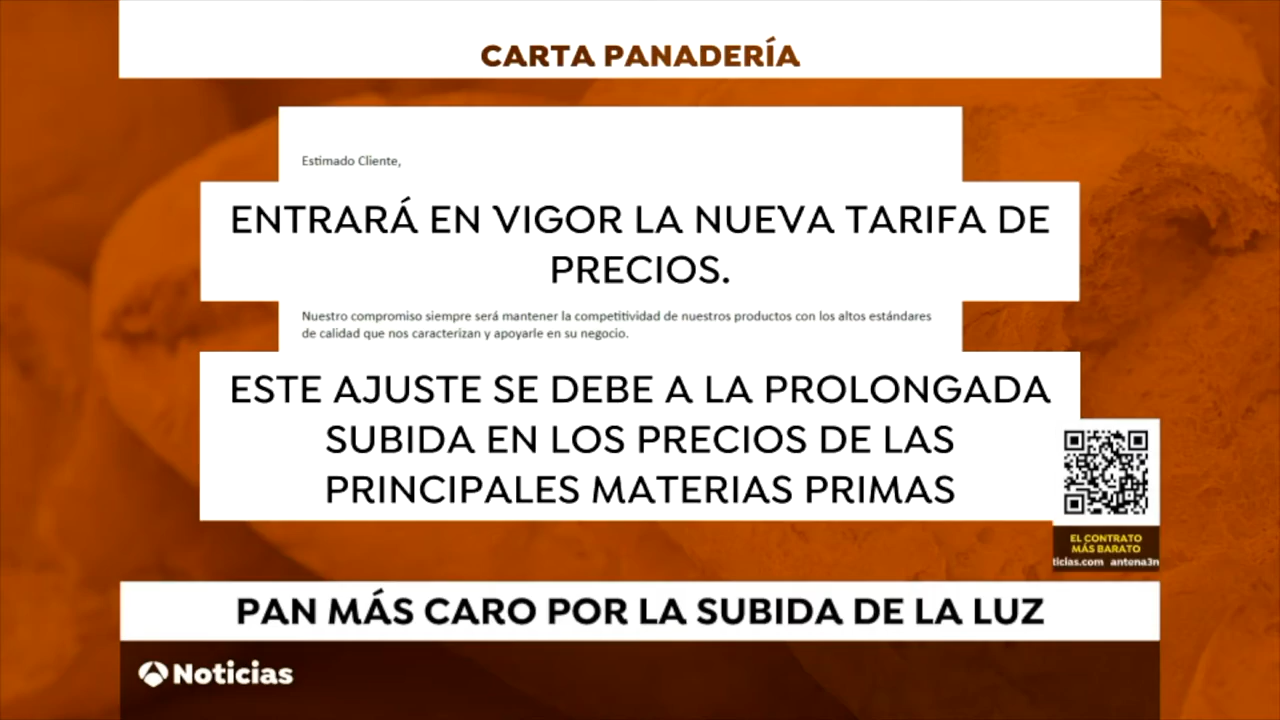 CARTA PANADERÍA
Estimado Cliente,
ENTRARÁ EN VIGOR LA NUEVA TARIFA DE
PRECIOS.
Nuestro compromiso siempre será mantener la competitividad de nuestros productos con los altos estándares
de calidad que nos caracterizan y apoyarle en su negocio.
ESTE AJUSTE SE DEBE A LA PROLONGADA
SUBIDA EN LOS PRECIOS DE LAS
PRINCIPALES MATERIAS PRIMAS
EL CONTRATO
MÁS BARATO
ticias.com antena3n
PAN MÁS CARO POR LA SUBIDA DE LA LUZ
Noticias